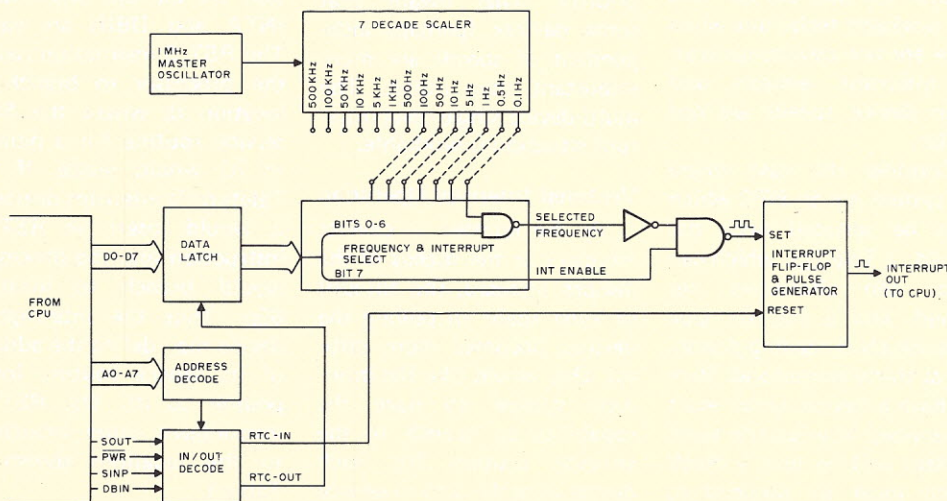 7 DECADE SCALER
1MHz
MASTER
OSCILLATOR
500KHz
100KHz
50KHz
10KHz
5KHz
1KHz
500Hz
100Hz
50Hz
10Hz
5Hz
1Hz
0.5Hz
0.1Hz
FROM
CPU
D0-D7
DATA
LATCH
BITS 0-6
FREQUENCY & INTERRUPT
SELECT
BIT 7
SELECTED
FREQUENCY
INT ENABLE
SET
INTERRUPT
FLIP-FLOP
& PULSE
GENERATOR
RESET
INTERRUPT
OUT
(TO CPU).
A0-A7
ADDRESS
DECODE
SOUT
PWR
SINP
DBIN
IN/OUT
DECODE
RTC-IN
RTC-OUT